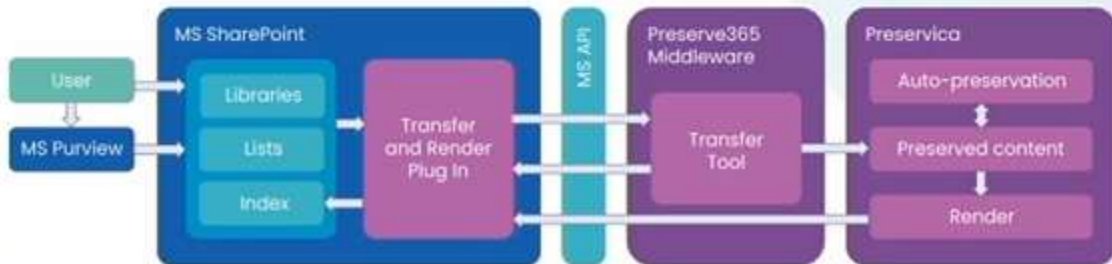 MS SharePoint
MS API
Preserve365
Middleware
Preservica
User
MS Purview
Libraries
Lists
Index
Transfer
and Render
Plug In
Transfer
Tool
Auto-preservation
Preserved content
Render